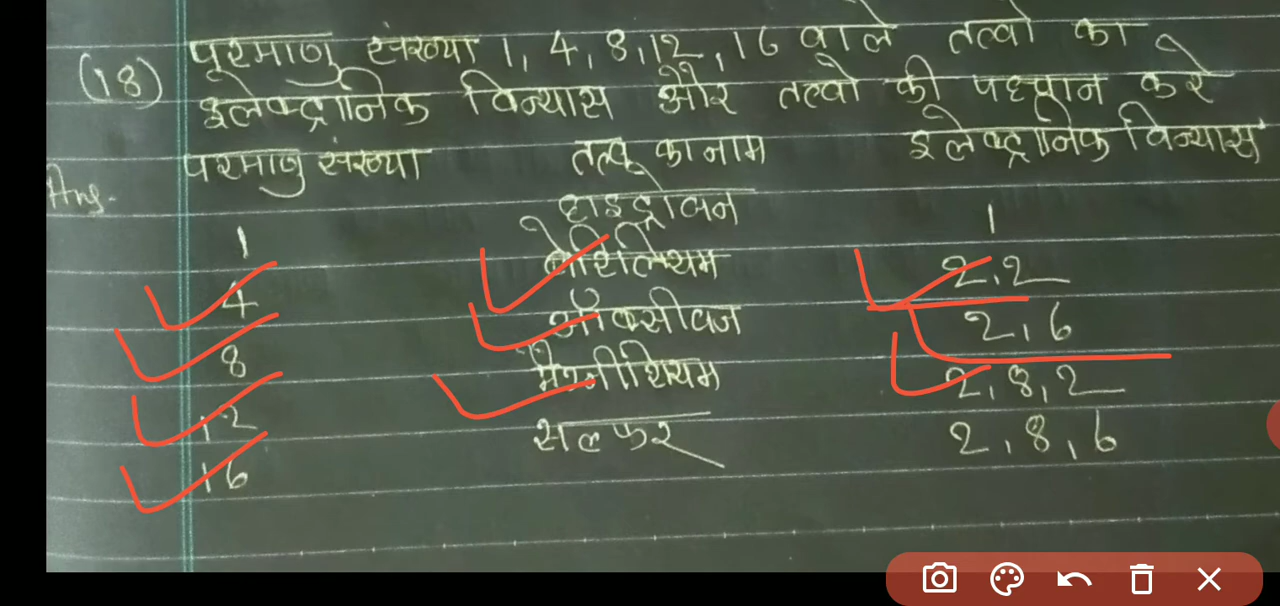 (18) परमाणु संख्या 1, 4, 8, 12, 16 वाले तत्वो का
इलेक्ट्रानिक विन्यास और तत्वो की पहचान करे
Ans. परमाणु संख्या तत्व का नाम इलेक्ट्रानिक विन्यास
1 हाइड्रोजन 1
4 बेरिलियम 2,2
8 ऑक्सीजन 2,6
12 मैग्नीशियम 2,8,2
16 सल्फर 2,8,6